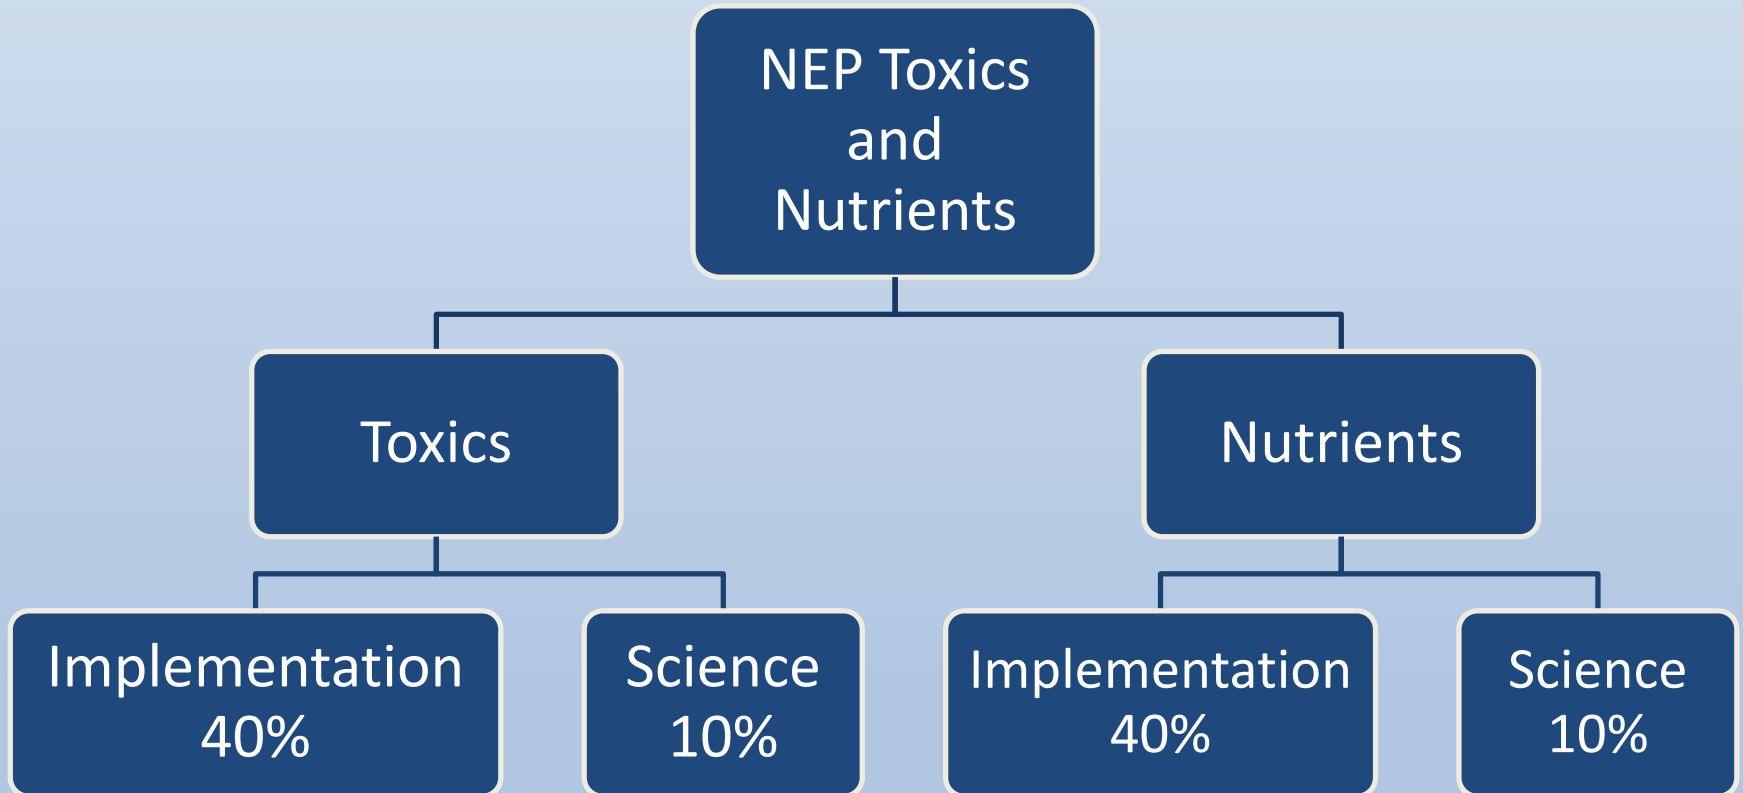 NEP Toxics
and
Nutrients
Toxics
Nutrients
Implementation
40%
Science
10%
Implementation
40%
Science
10%